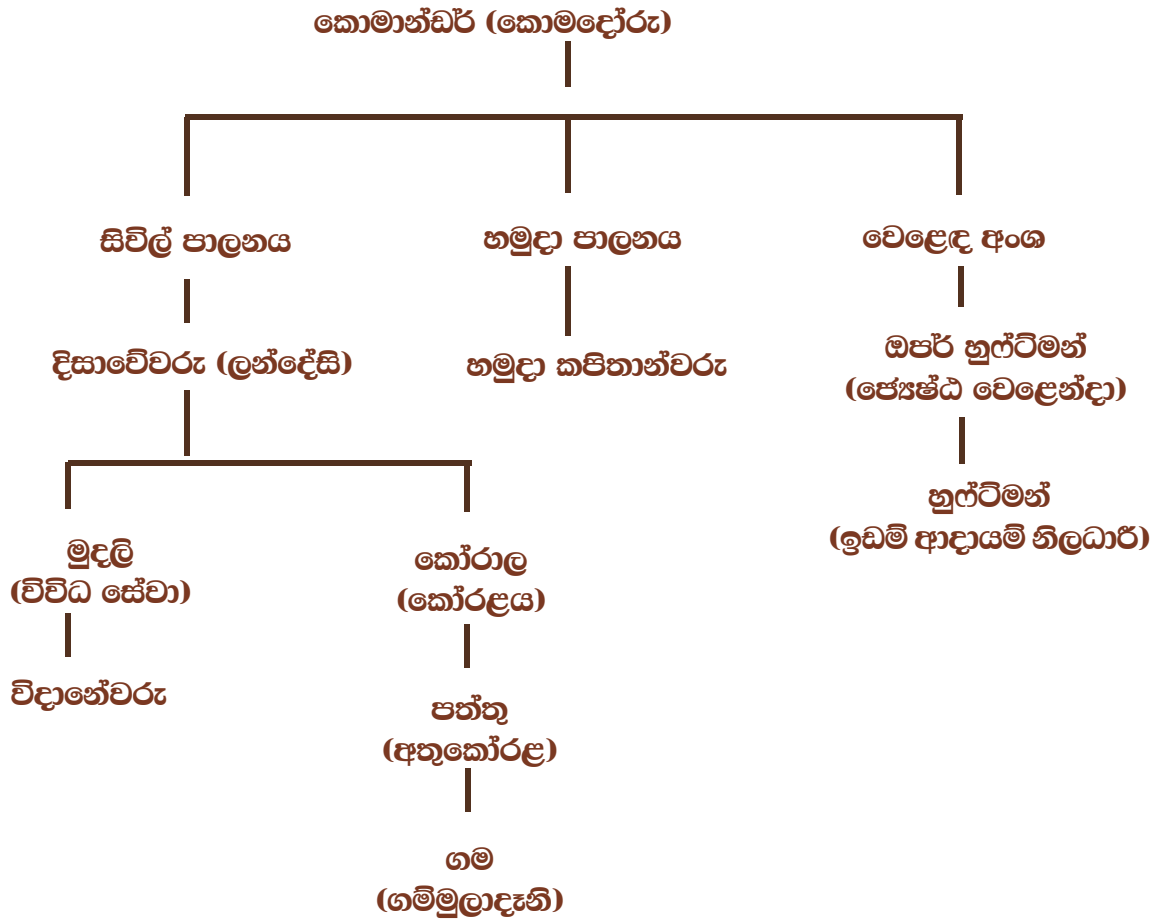 කොමාන්ඩර් (කොමදෝරු)
සිවිල් පාලනය
හමුදා පාලනය
වෙළෙඳ අංශ
දිසාවේවරු (ලන්දේසි)
හමුදා කපිතාන්වරු
ඔපර් හුෆ්ට්මන්
(ජ්‍යෙෂ්ඨ වෙළෙන්දා)
හුෆ්ට්මන්
(ඉඩම් ආදායම් නිලධාරී)
මුදලි
(විවිධ සේවා)
කෝරාල
(කෝරළය)
විදානේවරු
පත්තු
(අතුකෝරළ)
ගම
(ගම්මුලාදෑනි)